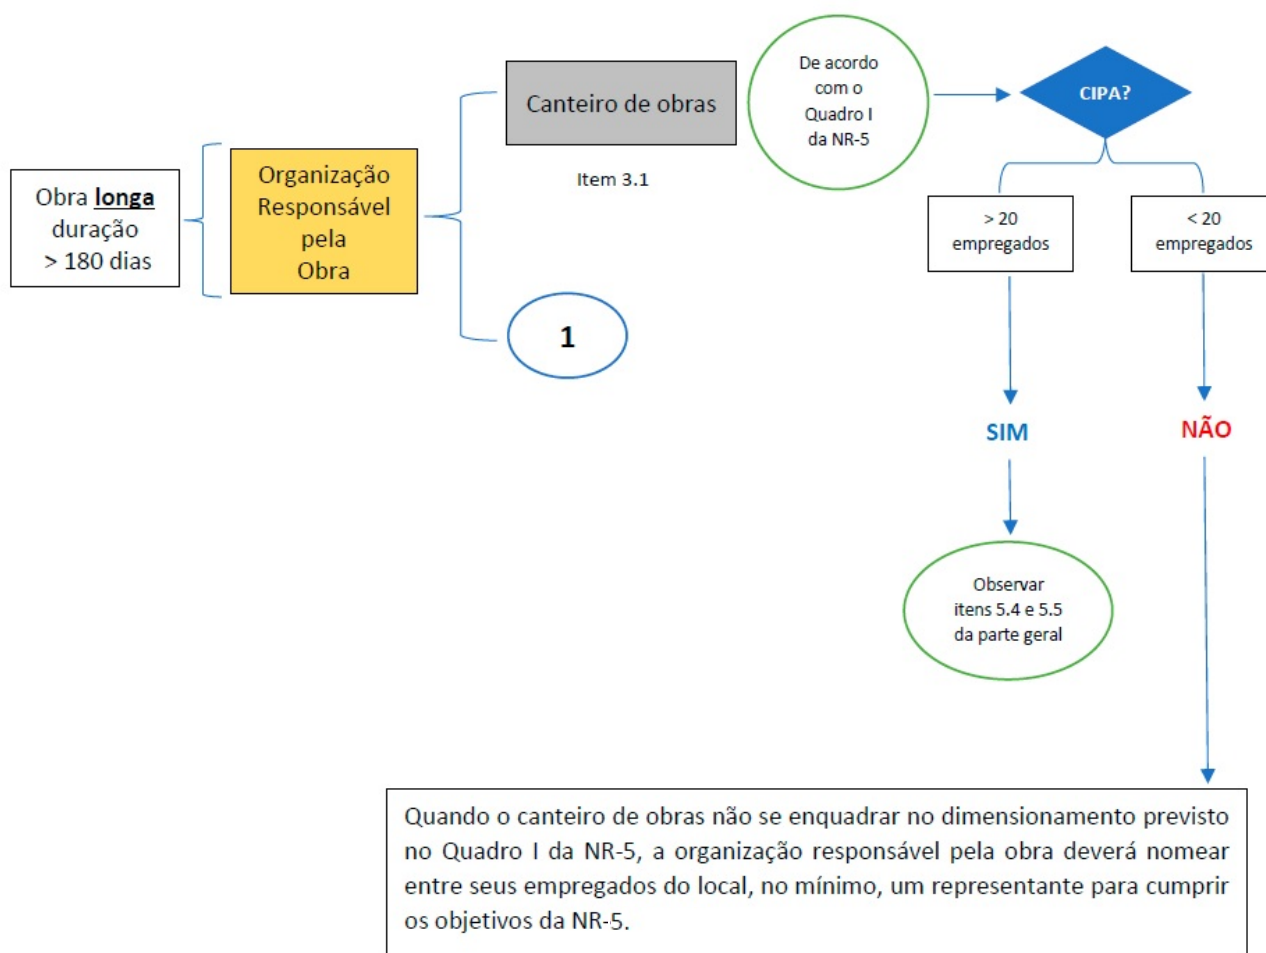 Obra longa
duração
> 180 dias
Organização
Responsável
pela
Obra
Canteiro de obras
Item 3.1
1
De acordo
com o
Quadro I
da NR-5
CIPA?
> 20
empregados
< 20
empregados
SIM
NÃO
Observar
itens 5.4 e 5.5
da parte geral
Quando o canteiro de obras não se enquadrar no dimensionamento previsto
no Quadro I da NR-5, a organização responsável pela obra deverá nomear
entre seus empregados do local, no mínimo, um representante para cumprir
os objetivos da NR-5.